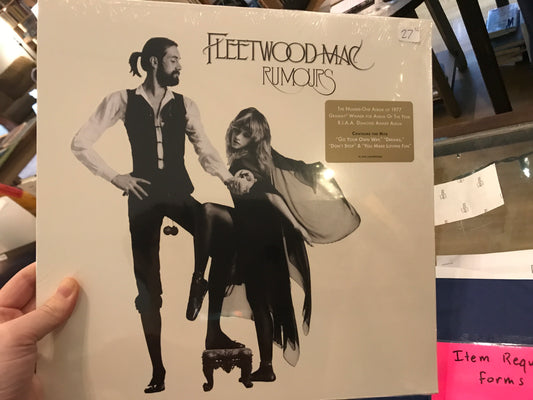 FLEETWOOD MAC
RUMOURS
27
THE NUMBER-ONE ALBUM OF 1977
GRAMMY® WINNER FOR ALBUM OF THE YEAR
R.I.A.A. DIAMOND AWARD ALBUM
CONTAINS THE HITS
"GO YOUR OWN WAY," "DREAMS,"
"DON'T STOP" & "YOU MAKE LOVING FUN"
Item Requ
forms